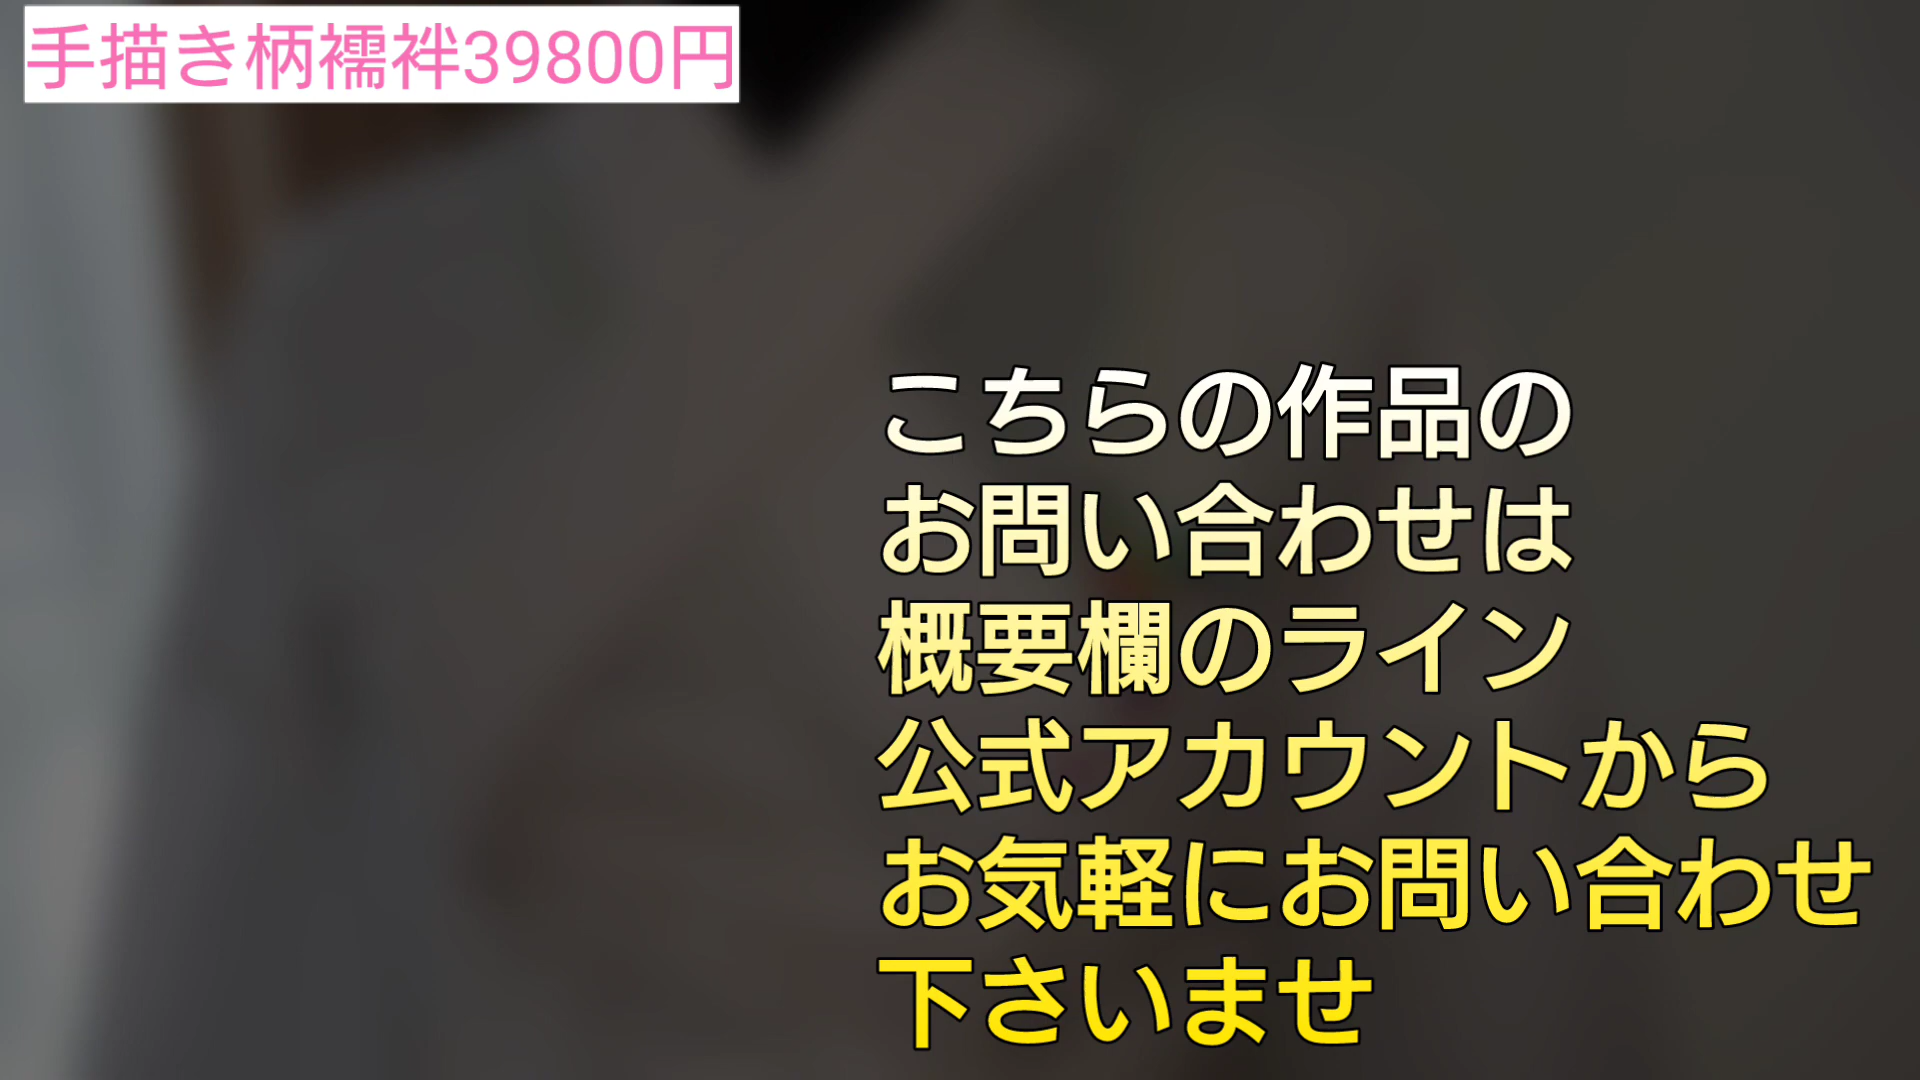 手描き柄襦袢39800円
こちらの作品の
お問い合わせは
概要欄のライン
公式アカウントから
お気軽にお問い合わせ
下さいませ